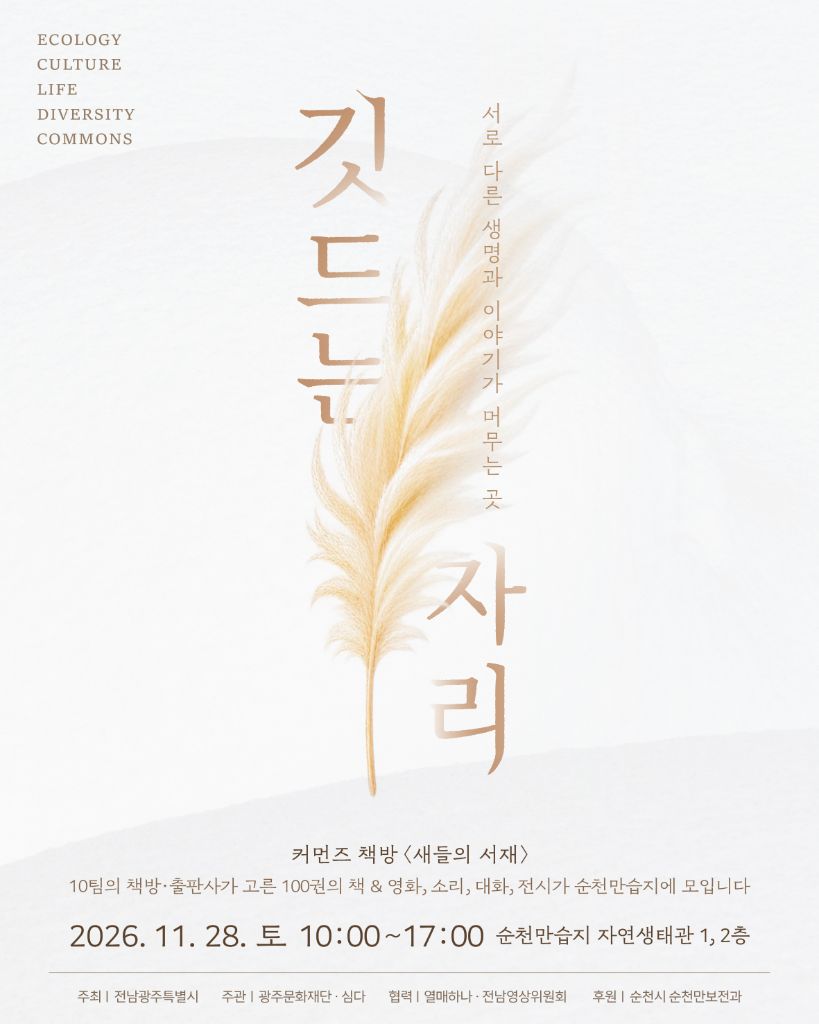 ECOLOGY
CULTURE
LIFE
DIVERSITY
COMMONS
깃드는
서로 다른 생명과 이야기가 머무는 곳
자리
커먼즈 책방 〈새들의 서재〉
10팀의 책방·출판사가 고른 100권의 책 & 영화, 소리, 대화, 전시가 순천만습지에 모입니다
2026. 11. 28. 토 10:00~17:00 순천만습지 자연생태관 1, 2층
주최 | 전남광주특별시 주관 | 광주문화재단 · 심다 협력 | 열매하나 · 전남영상위원회 후원 | 순천시 순천만보전과